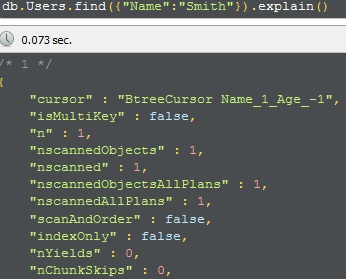 db.Users.find({"Name":"Smith"}).explain()
0.073 sec.
/* 1 */
{
"cursor" : "BtreeCursor Name_1_Age_-1",
"isMultiKey" : false,
"n" : 1,
"nscannedObjects" : 1,
"nscanned" : 1,
"nscannedObjectsAllPlans" : 1,
"nscannedAllPlans" : 1,
"scanAndOrder" : false,
"indexOnly" : false,
"nYields" : 0,
"nChunkSkips" : 0,